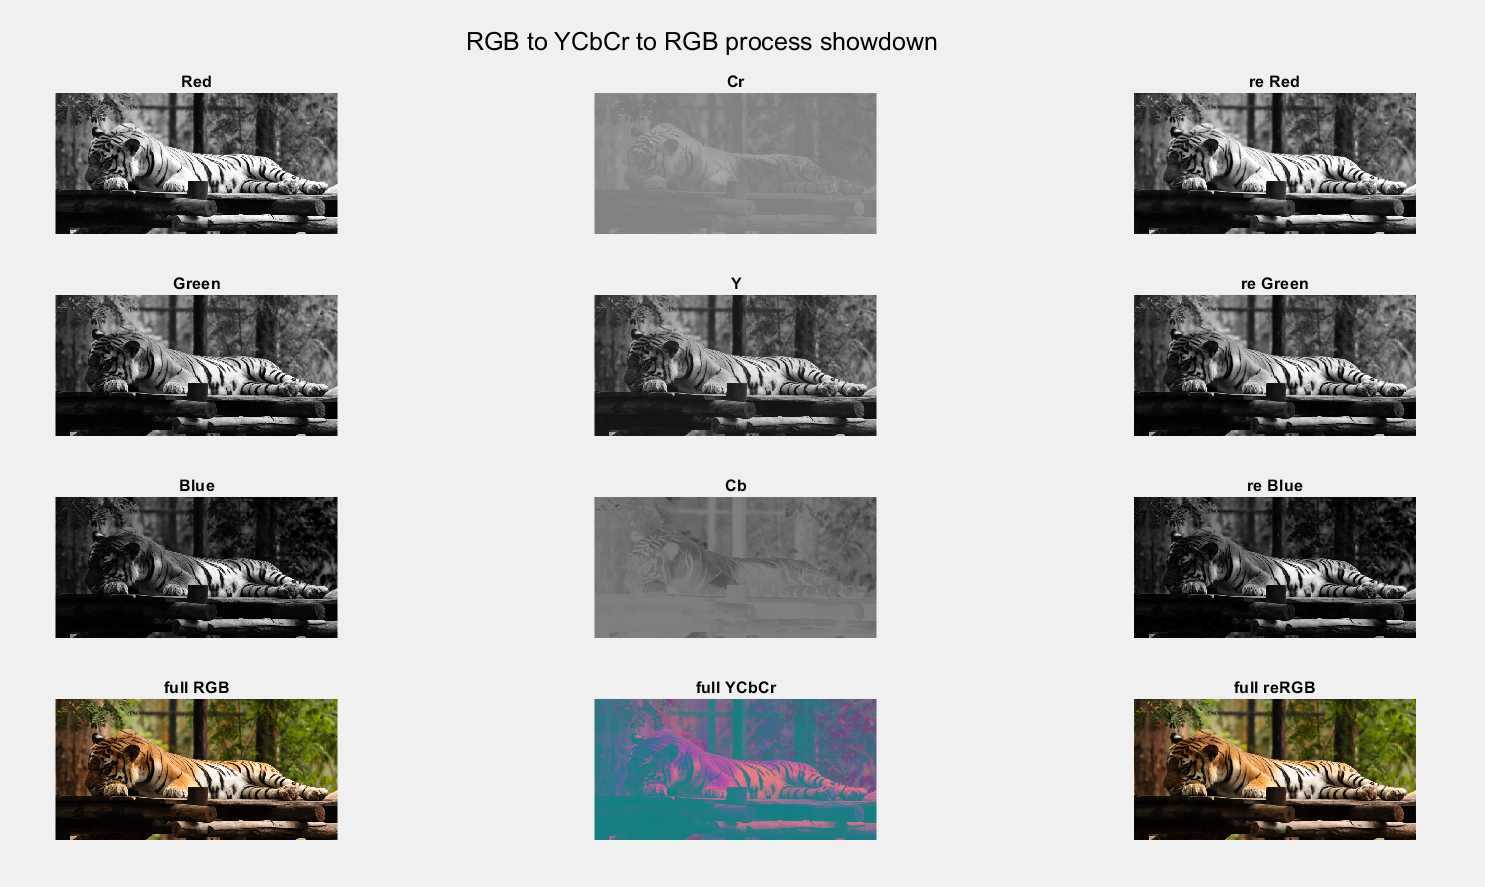 RGB to YCbCr to RGB process showdown
Red
Cr
re Red
Green
Y
re Green
Blue
Cb
re Blue
full RGB
full YCbCr
full reRGB